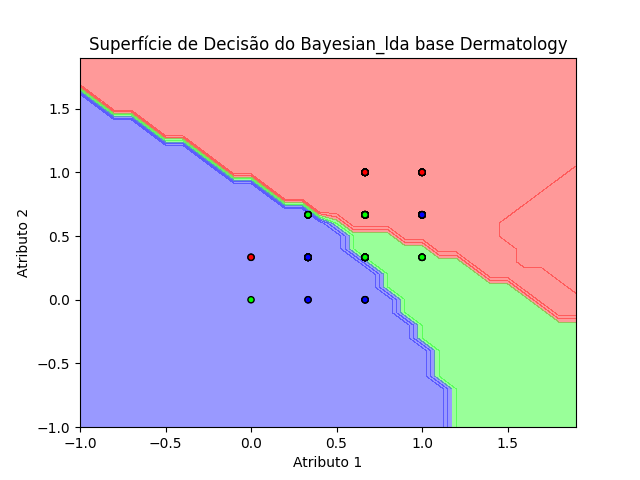 Superfície de Decisão do Bayesian_lda base Dermatology
1.5
1.0
0.5
0.0
−0.5
−1.0
−1.0 −0.5 0.0 0.5 1.0 1.5
Atributo 2
Atributo 1